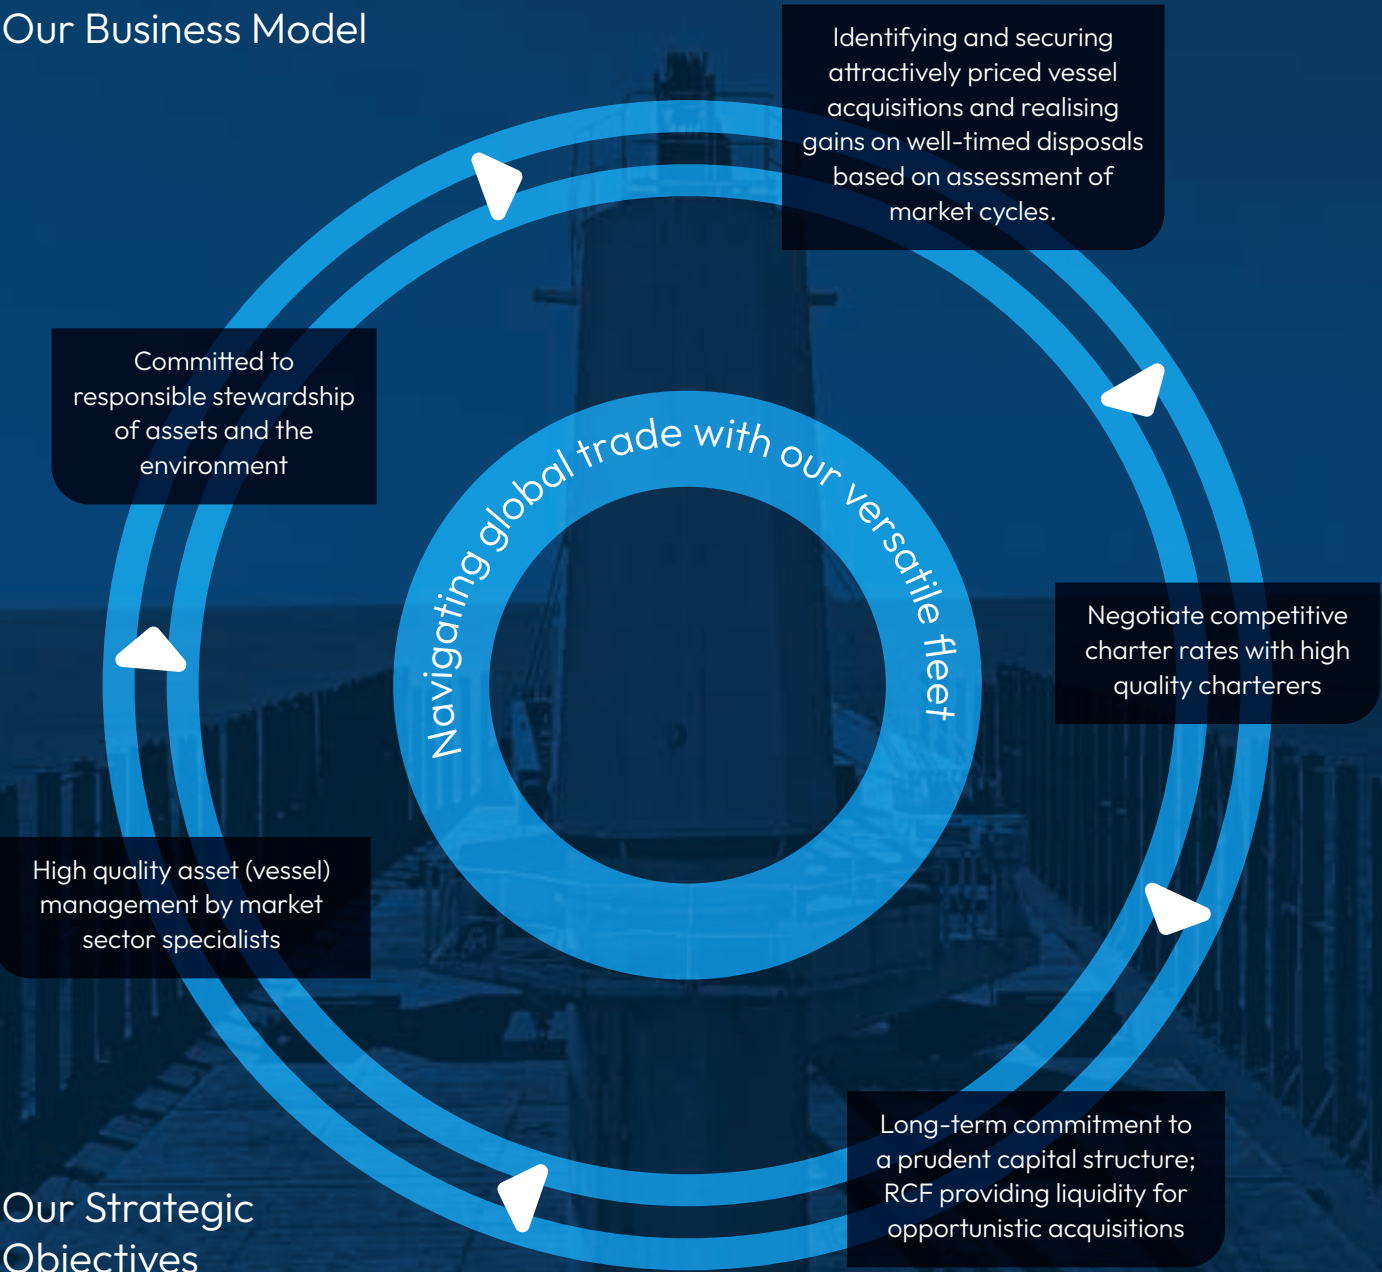 Our Business Model
Identifying and securing
attractively priced vessel
acquisitions and realising
gains on well-timed disposals
based on assessment of
market cycles.
Committed to
responsible stewardship
of assets and the
environment
Navigating global trade with our versatile fleet
Negotiate competitive
charter rates with high
quality charterers
High quality asset (vessel)
management by market
sector specialists
Long-term commitment to
a prudent capital structure;
RCF providing liquidity for
opportunistic acquisitions
Our Strategic
Objectives